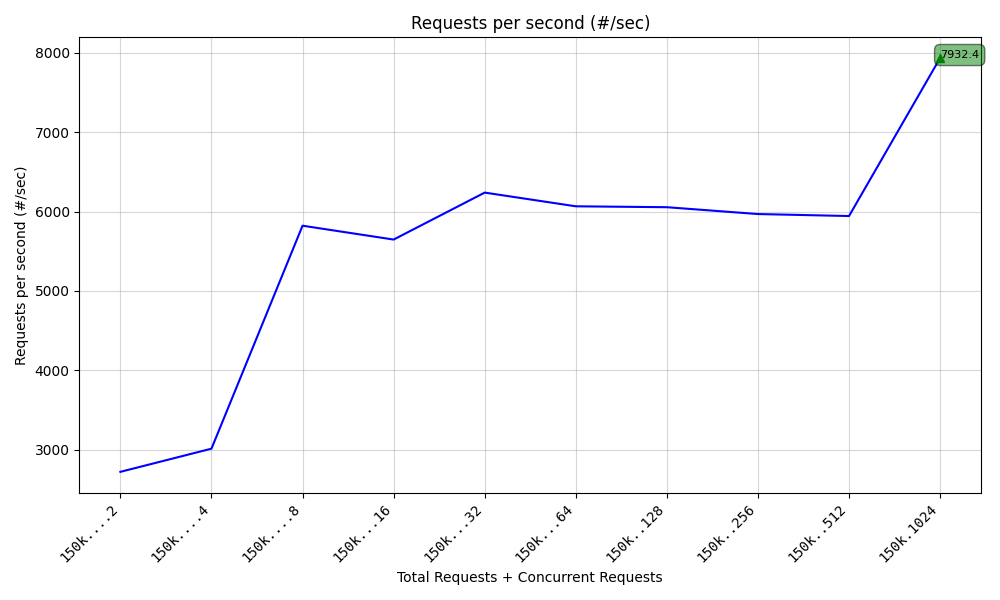 Requests per second (#/sec)
Requests per second (#/sec)
8000
7000
6000
5000
4000
3000
7932.4
150k....2
150k....4
150k....8
150k...16
150k...32
150k...64
150k..128
150k..256
150k..512
150k.1024
Total Requests + Concurrent Requests